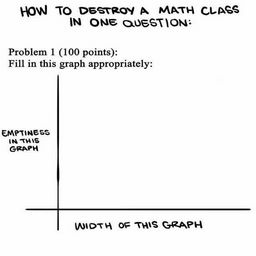 HOW TO DESTROY A MATH CLASS
IN ONE QUESTION:
Problem 1 (100 points):
Fill in this graph appropriately:
EMPTINESS
IN THIS
GRAPH
WIDTH OF THIS GRAPH